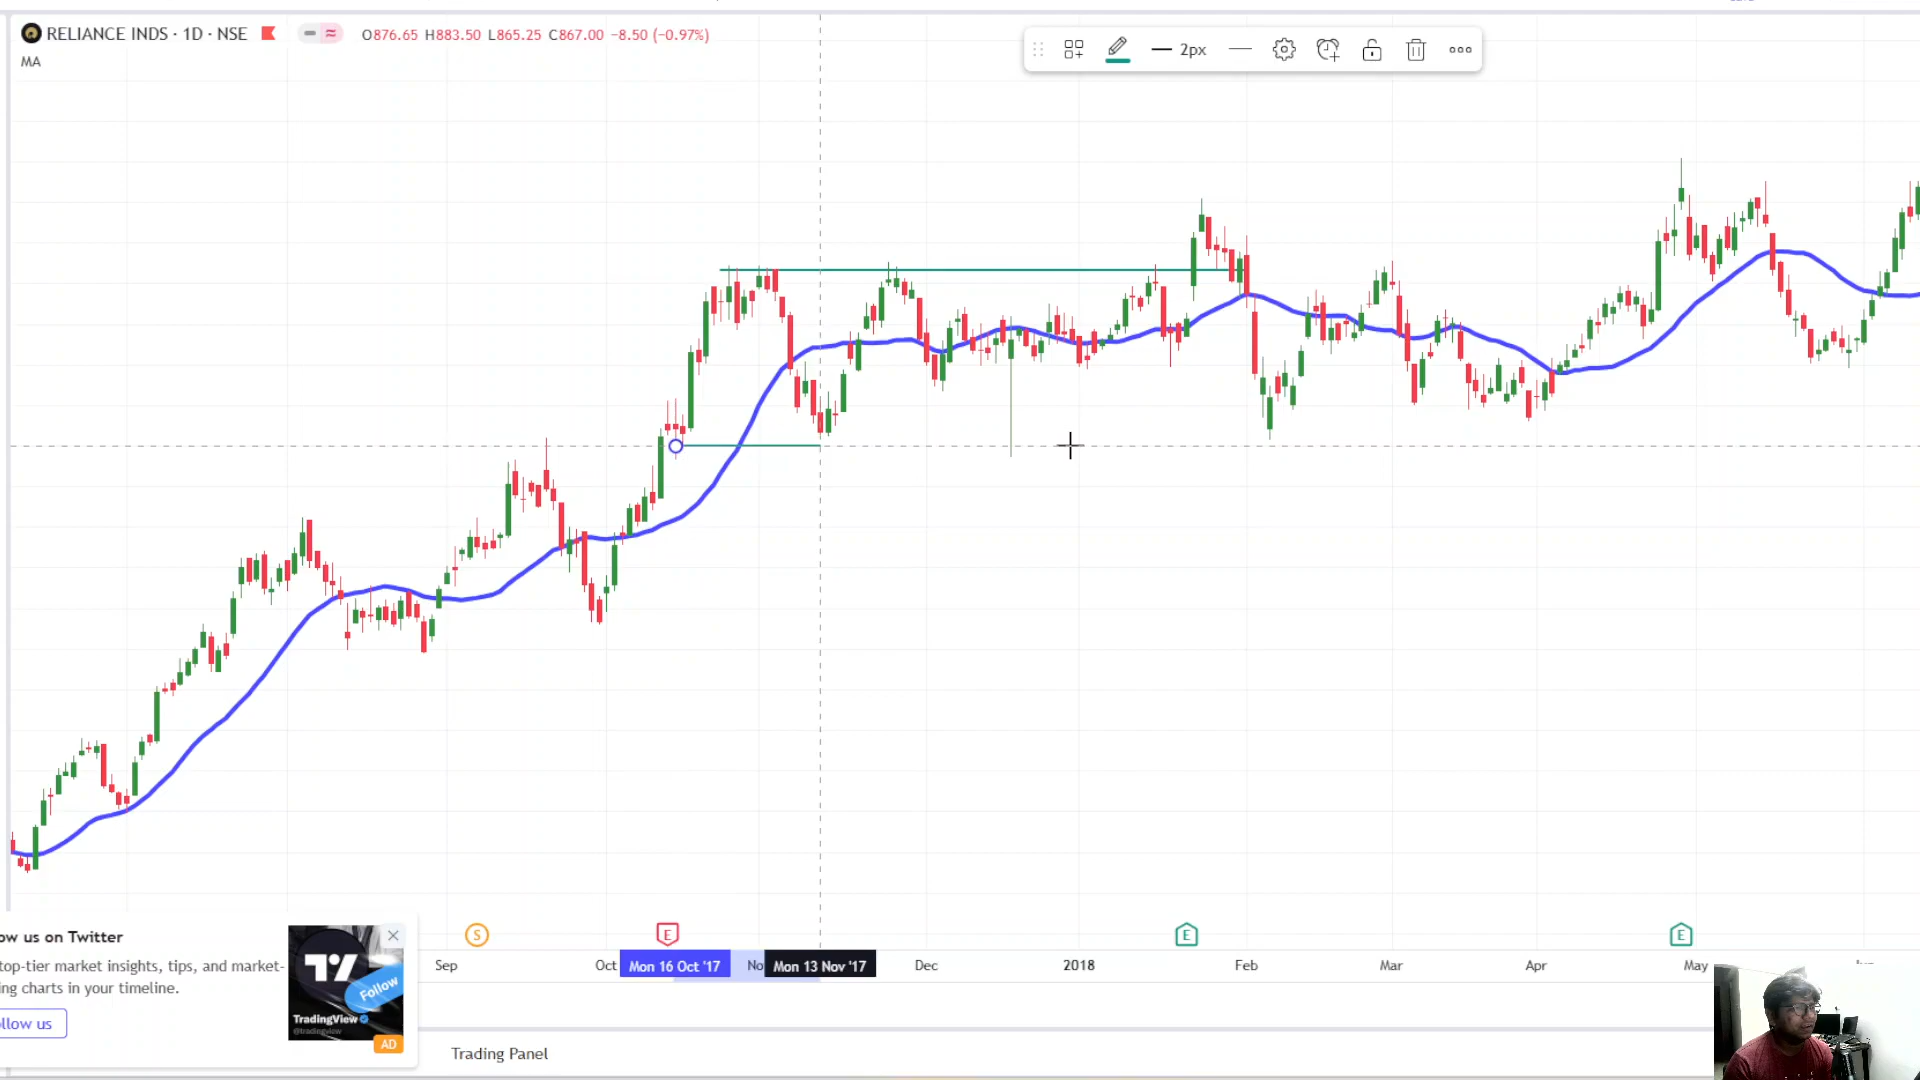 RELIANCE INDS · 1D · NSE
O876.65 H883.50 L865.25 C867.00 −8.50 (−0.97%)
MA
2px
S
E
E
E
Sep
Oct
Mon 16 Oct '17
No
Mon 13 Nov '17
Dec
2018
Feb
Mar
Apr
May
ow us on Twitter
top-tier market insights, tips, and market-
ing charts in your timeline.
llow us
Follow
TradingView
@tradingview
AD
Trading Panel